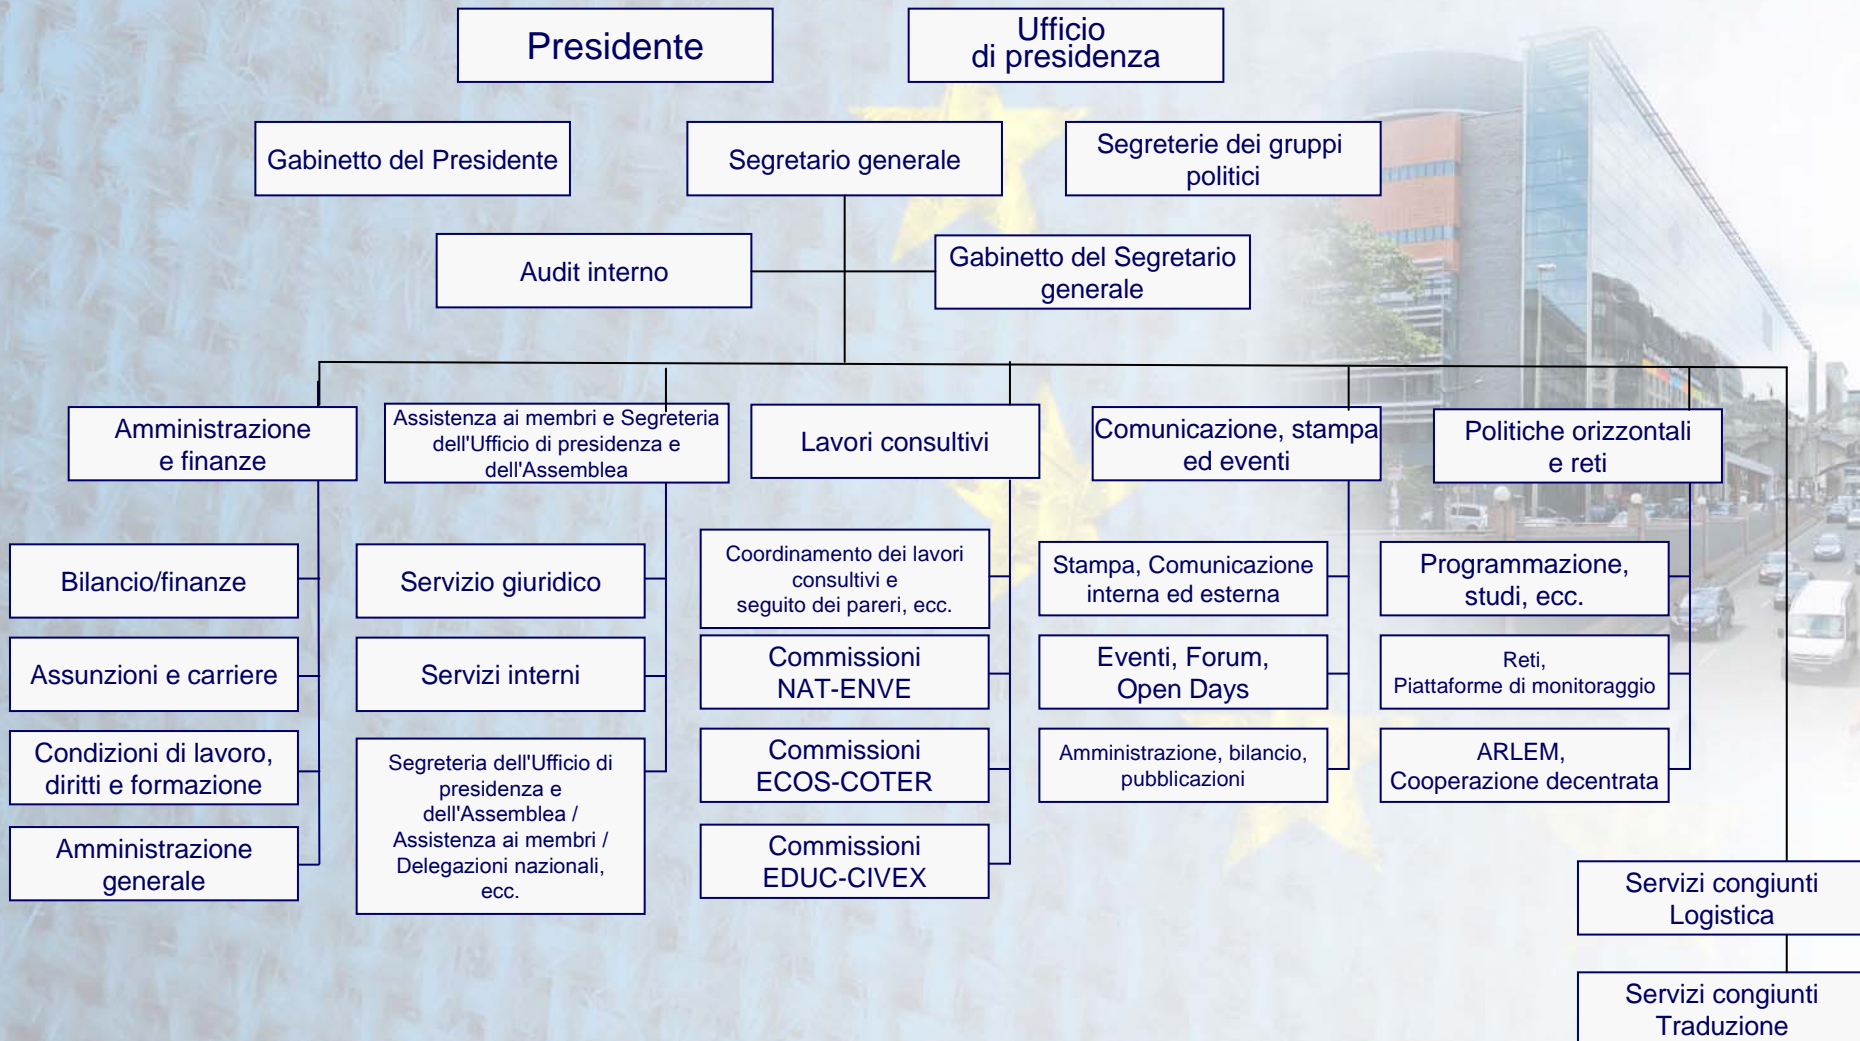 Presidente
Ufficio
di presidenza
Gabinetto del Presidente
Segretario generale
Segreterie dei gruppi
politici
Audit interno
Gabinetto del Segretario
generale
Amministrazione
e finanze
Assistenza ai membri e Segreteria
dell'Ufficio di presidenza e
dell'Assemblea
Lavori consultivi
Comunicazione, stampa
ed eventi
Politiche orizzontali
e reti
Bilancio/finanze
Assunzioni e carriere
Condizioni di lavoro,
diritti e formazione
Amministrazione
generale
Servizio giuridico
Servizi interni
Segreteria dell'Ufficio di
presidenza e
dell'Assemblea /
Assistenza ai membri /
Delegazioni nazionali,
ecc.
Coordinamento dei lavori
consultivi e
seguito dei pareri, ecc.
Commissioni
NAT-ENVE
Commissioni
ECOS-COTER
Commissioni
EDUC-CIVEX
Stampa, Comunicazione
interna ed esterna
Eventi, Forum,
Open Days
Amministrazione, bilancio,
pubblicazioni
Programmazione,
studi, ecc.
Reti,
Piattaforme di monitoraggio
ARLEM,
Cooperazione decentrata
Servizi congiunti
Logistica
Servizi congiunti
Traduzione